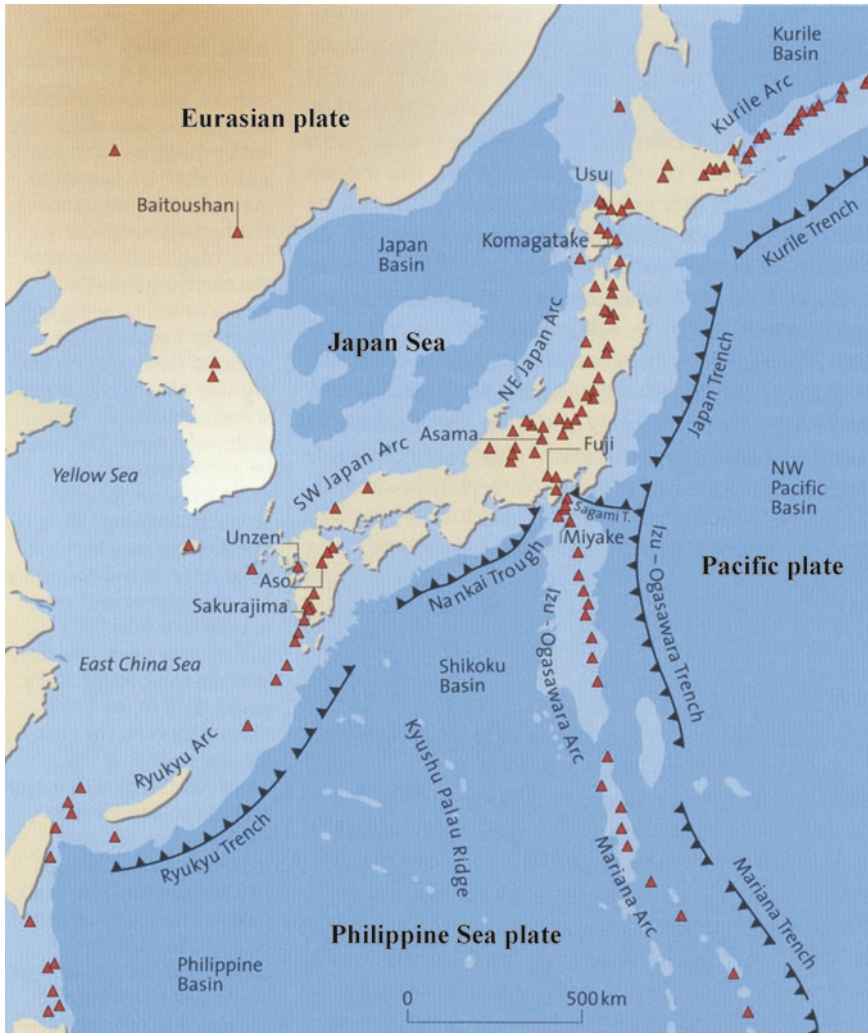 Kurile
Basin
Kurile Arc
Eurasian plate
Usu
Baitoushan
Komagatake
Japan
Basin
Kurile Trench
Japan Sea
NE Japan Arc
Japan Trench
Asama
Fuji
SW Japan Arc
Yellow Sea
NW
Pacific
Basin
Sagami T.
Unzen
Miyake
Pacific plate
Aso
Nankai Trough
Sakurajima
Izu - Ogasawara Arc
Izu – Ogasawara Trench
East China Sea
Shikoku
Basin
Ryukyu Arc
Kyushu Palau Ridge
Ryukyu Trench
Mariana Arc
Mariana Trench
Philippine Sea plate
Philippine
Basin
0
500 km